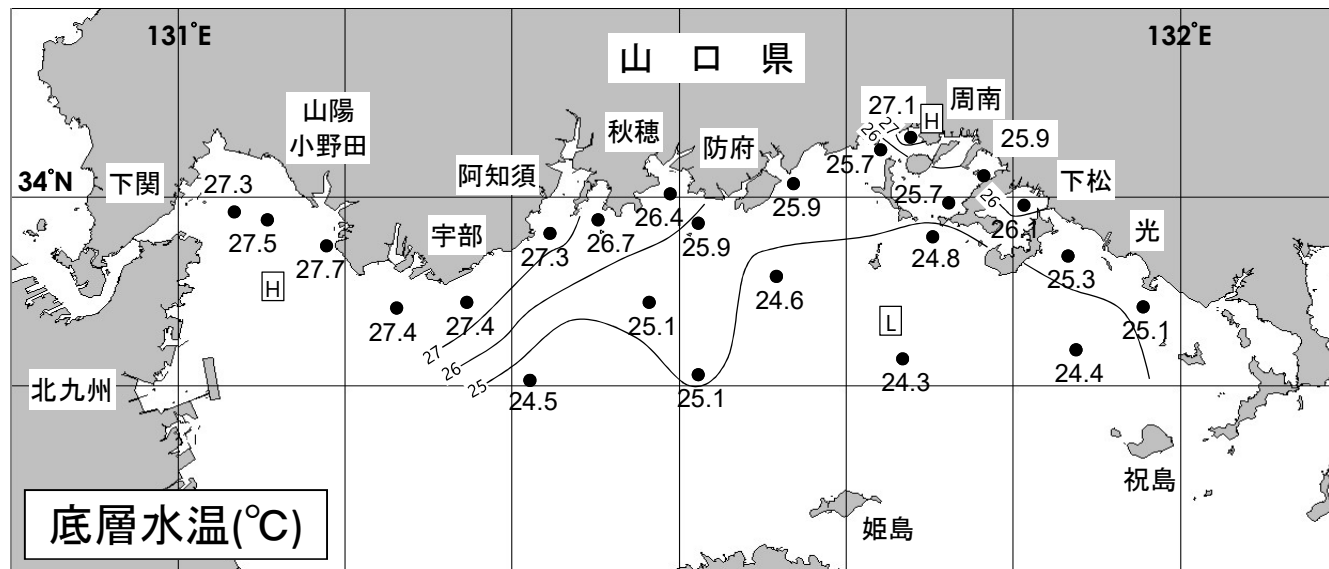 131°E
132°E
山 口 県
山陽
小野田
秋穂
防府
27.1
H
周南
25.9
27
26
34°N
下関
27.3
阿知須
25.7
下松
27.5
27.7
宇部
27.3
26.7
26.4
25.9
25.9
25.7
26
26.1
光
H
24.8
25.3
27.4
27.4
25.1
24.6
L
25.1
27
26
25
北九州
24.5
25.1
24.3
24.4
祝島
姫島
底層水温(℃)